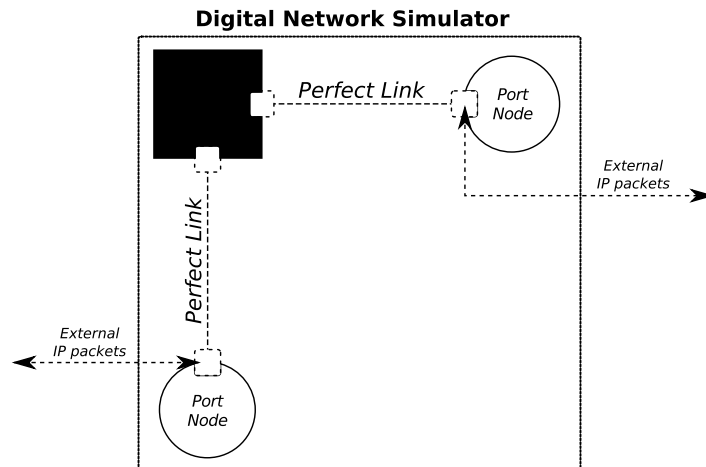 Digital Network Simulator
Perfect Link
Port
Node
External
IP packets
Perfect Link
External
IP packets
Port
Node